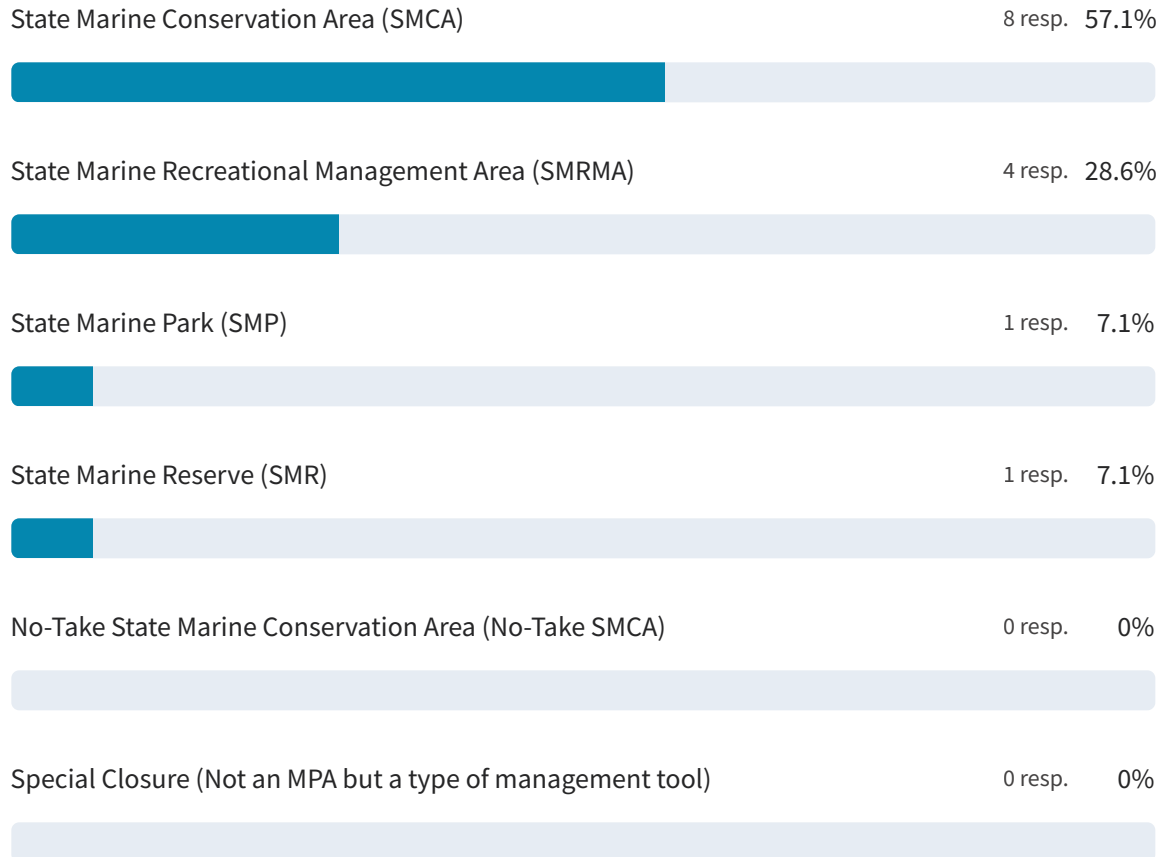 State Marine Conservation Area (SMCA) 8 resp. 57.1%
State Marine Recreational Management Area (SMRMA) 4 resp. 28.6%
State Marine Park (SMP) 1 resp. 7.1%
State Marine Reserve (SMR) 1 resp. 7.1%
No-Take State Marine Conservation Area (No-Take SMCA) 0 resp. 0%
Special Closure (Not an MPA but a type of management tool) 0 resp. 0%